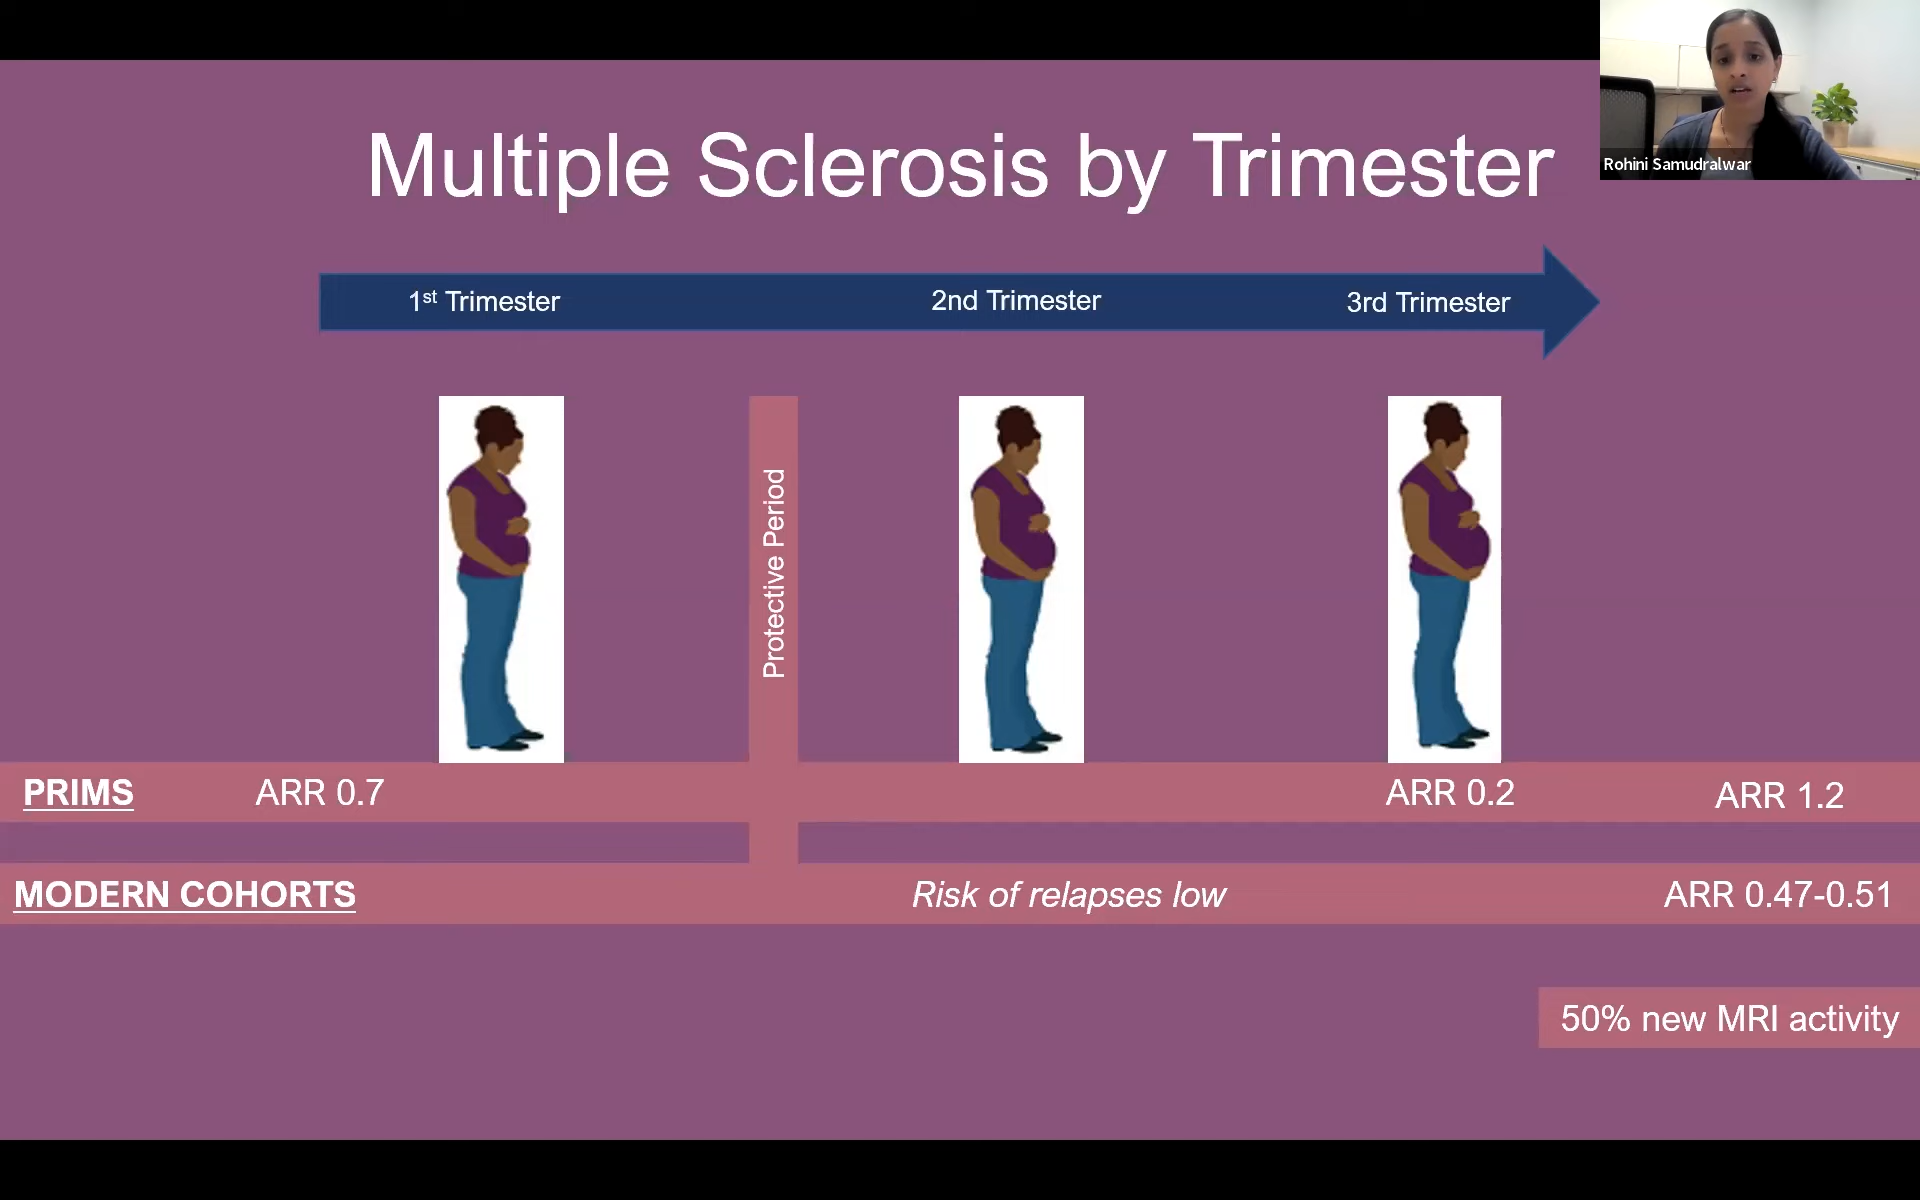 Rohini Samudralwar
Multiple Sclerosis by Trimester
1st Trimester
2nd Trimester
3rd Trimester
Protective Period
PRIMS
ARR 0.7
ARR 0.2
ARR 1.2
MODERN COHORTS
Risk of relapses low
ARR 0.47-0.51
50% new MRI activity